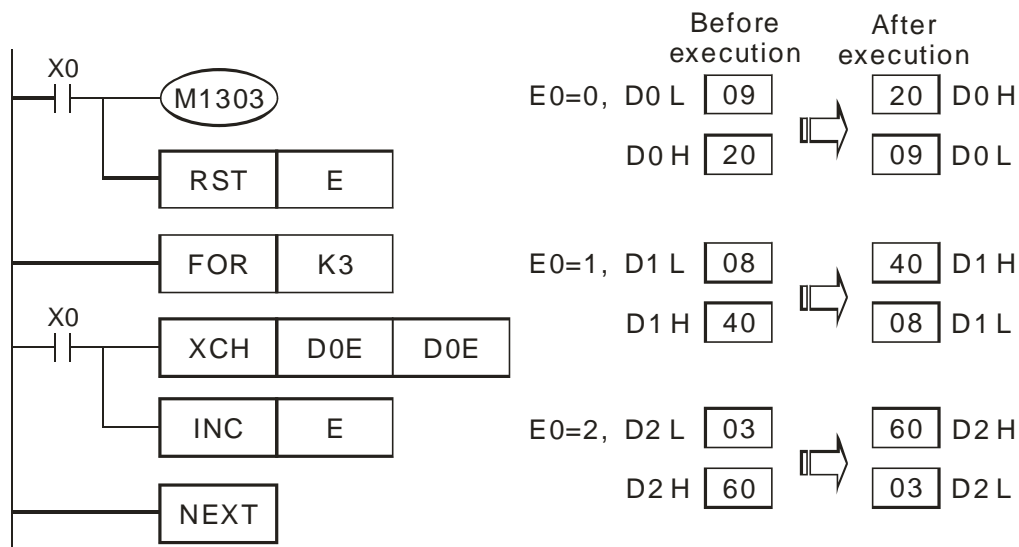 Before execution
After execution
X0
M1303
RST E
FOR K3
X0
XCH D0E D0E
INC E
NEXT
E0=0, D0 L 09 20 D0 H
D0 H 20 09 D0 L
E0=1, D1 L 08 40 D1 H
D1 H 40 08 D1 L
E0=2, D2 L 03 60 D2 H
D2 H 60 03 D2 L